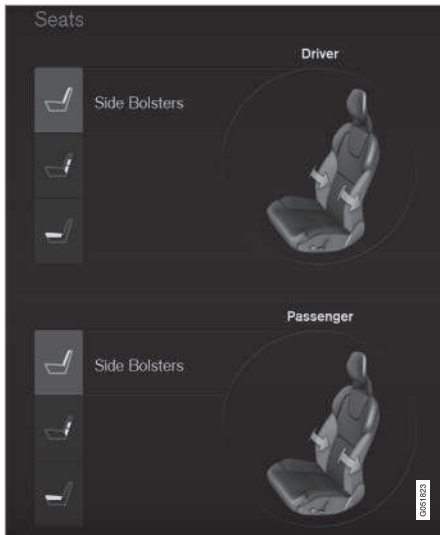 Seats
Driver
Side Bolsters
Passenger
Side Bolsters
G051823